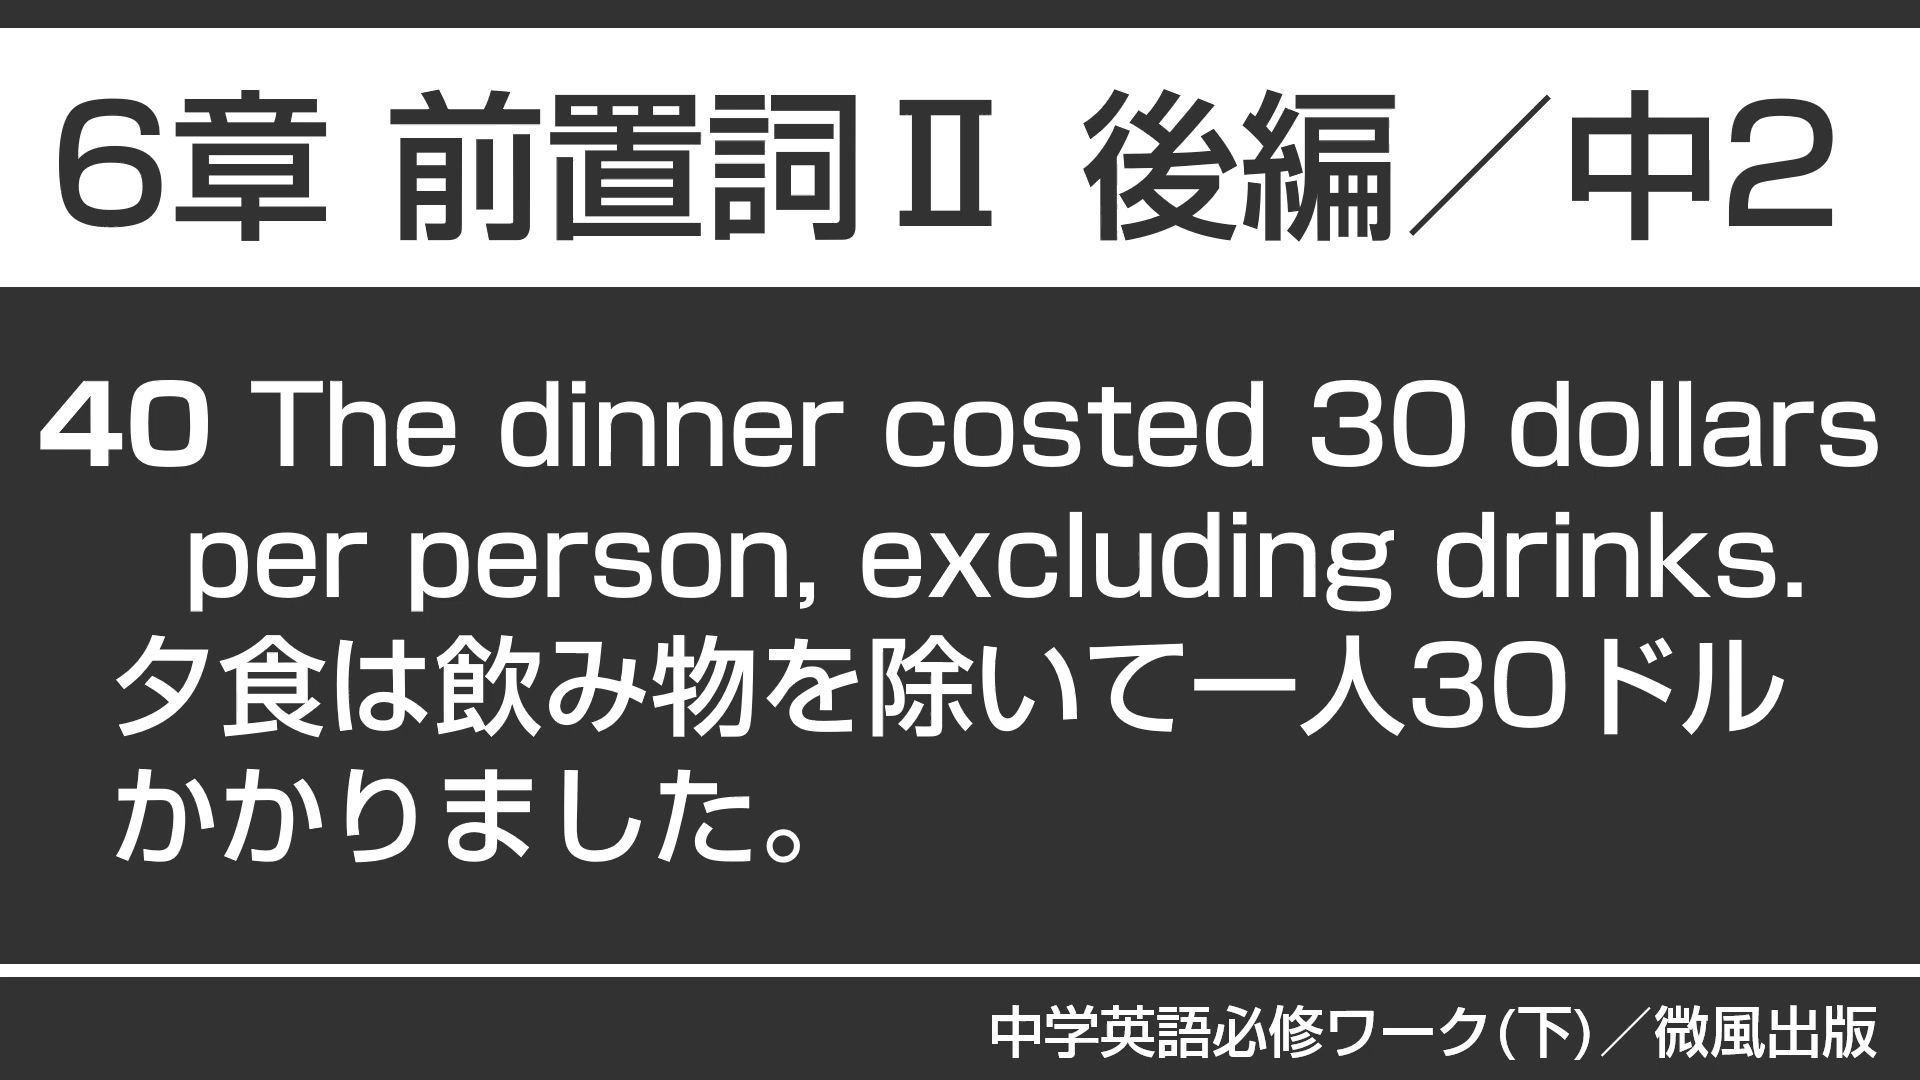 6章 前置詞Ⅱ 後編／中2
40 The dinner costed 30 dollars
per person, excluding drinks.
夕食は飲み物を除いて一人30ドル
かかりました。
中学英語必修ワーク(下)／微風出版